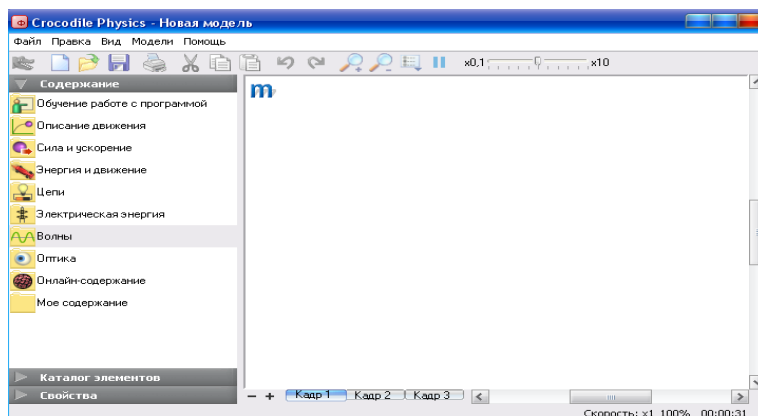 Crocodile Physics - Новая модель
Файл Правка Вид Модели Помощь
x0,1 x10
Содержание
Обучение работе с программой
Описание движения
Сила и ускорение
Энергия и движение
Цепи
Электрическая энергия
Волны
Оптика
Онлайн-содержание
Мое содержание
Каталог элементов
Свойства
m
Кадр 1 Кадр 2 Кадр 3
Скорость: x1 100% 00:00:31